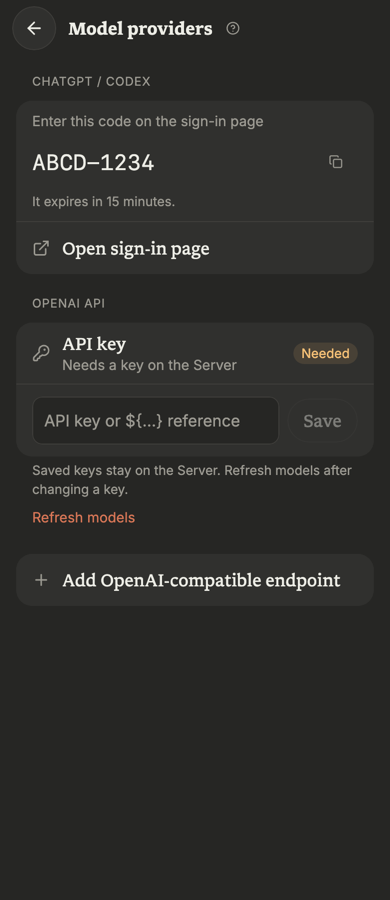 Model providers
CHATGPT / CODEX
Enter this code on the sign-in page
ABCD–1234
It expires in 15 minutes.
Open sign-in page
OPENAI API
API key
Needs a key on the Server
Needed
API key or ${...} reference
Save
Saved keys stay on the Server. Refresh models after
changing a key.
Refresh models
Add OpenAI-compatible endpoint